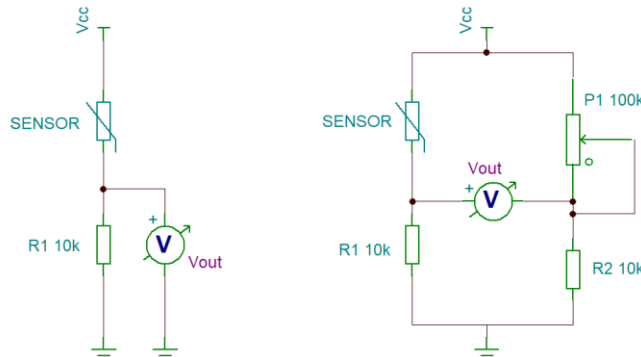 Vcc
SENSOR
+
V
R1 10k
Vout
Vcc
P1 100k
SENSOR
Vout
+
V
R1 10k
R2 10k